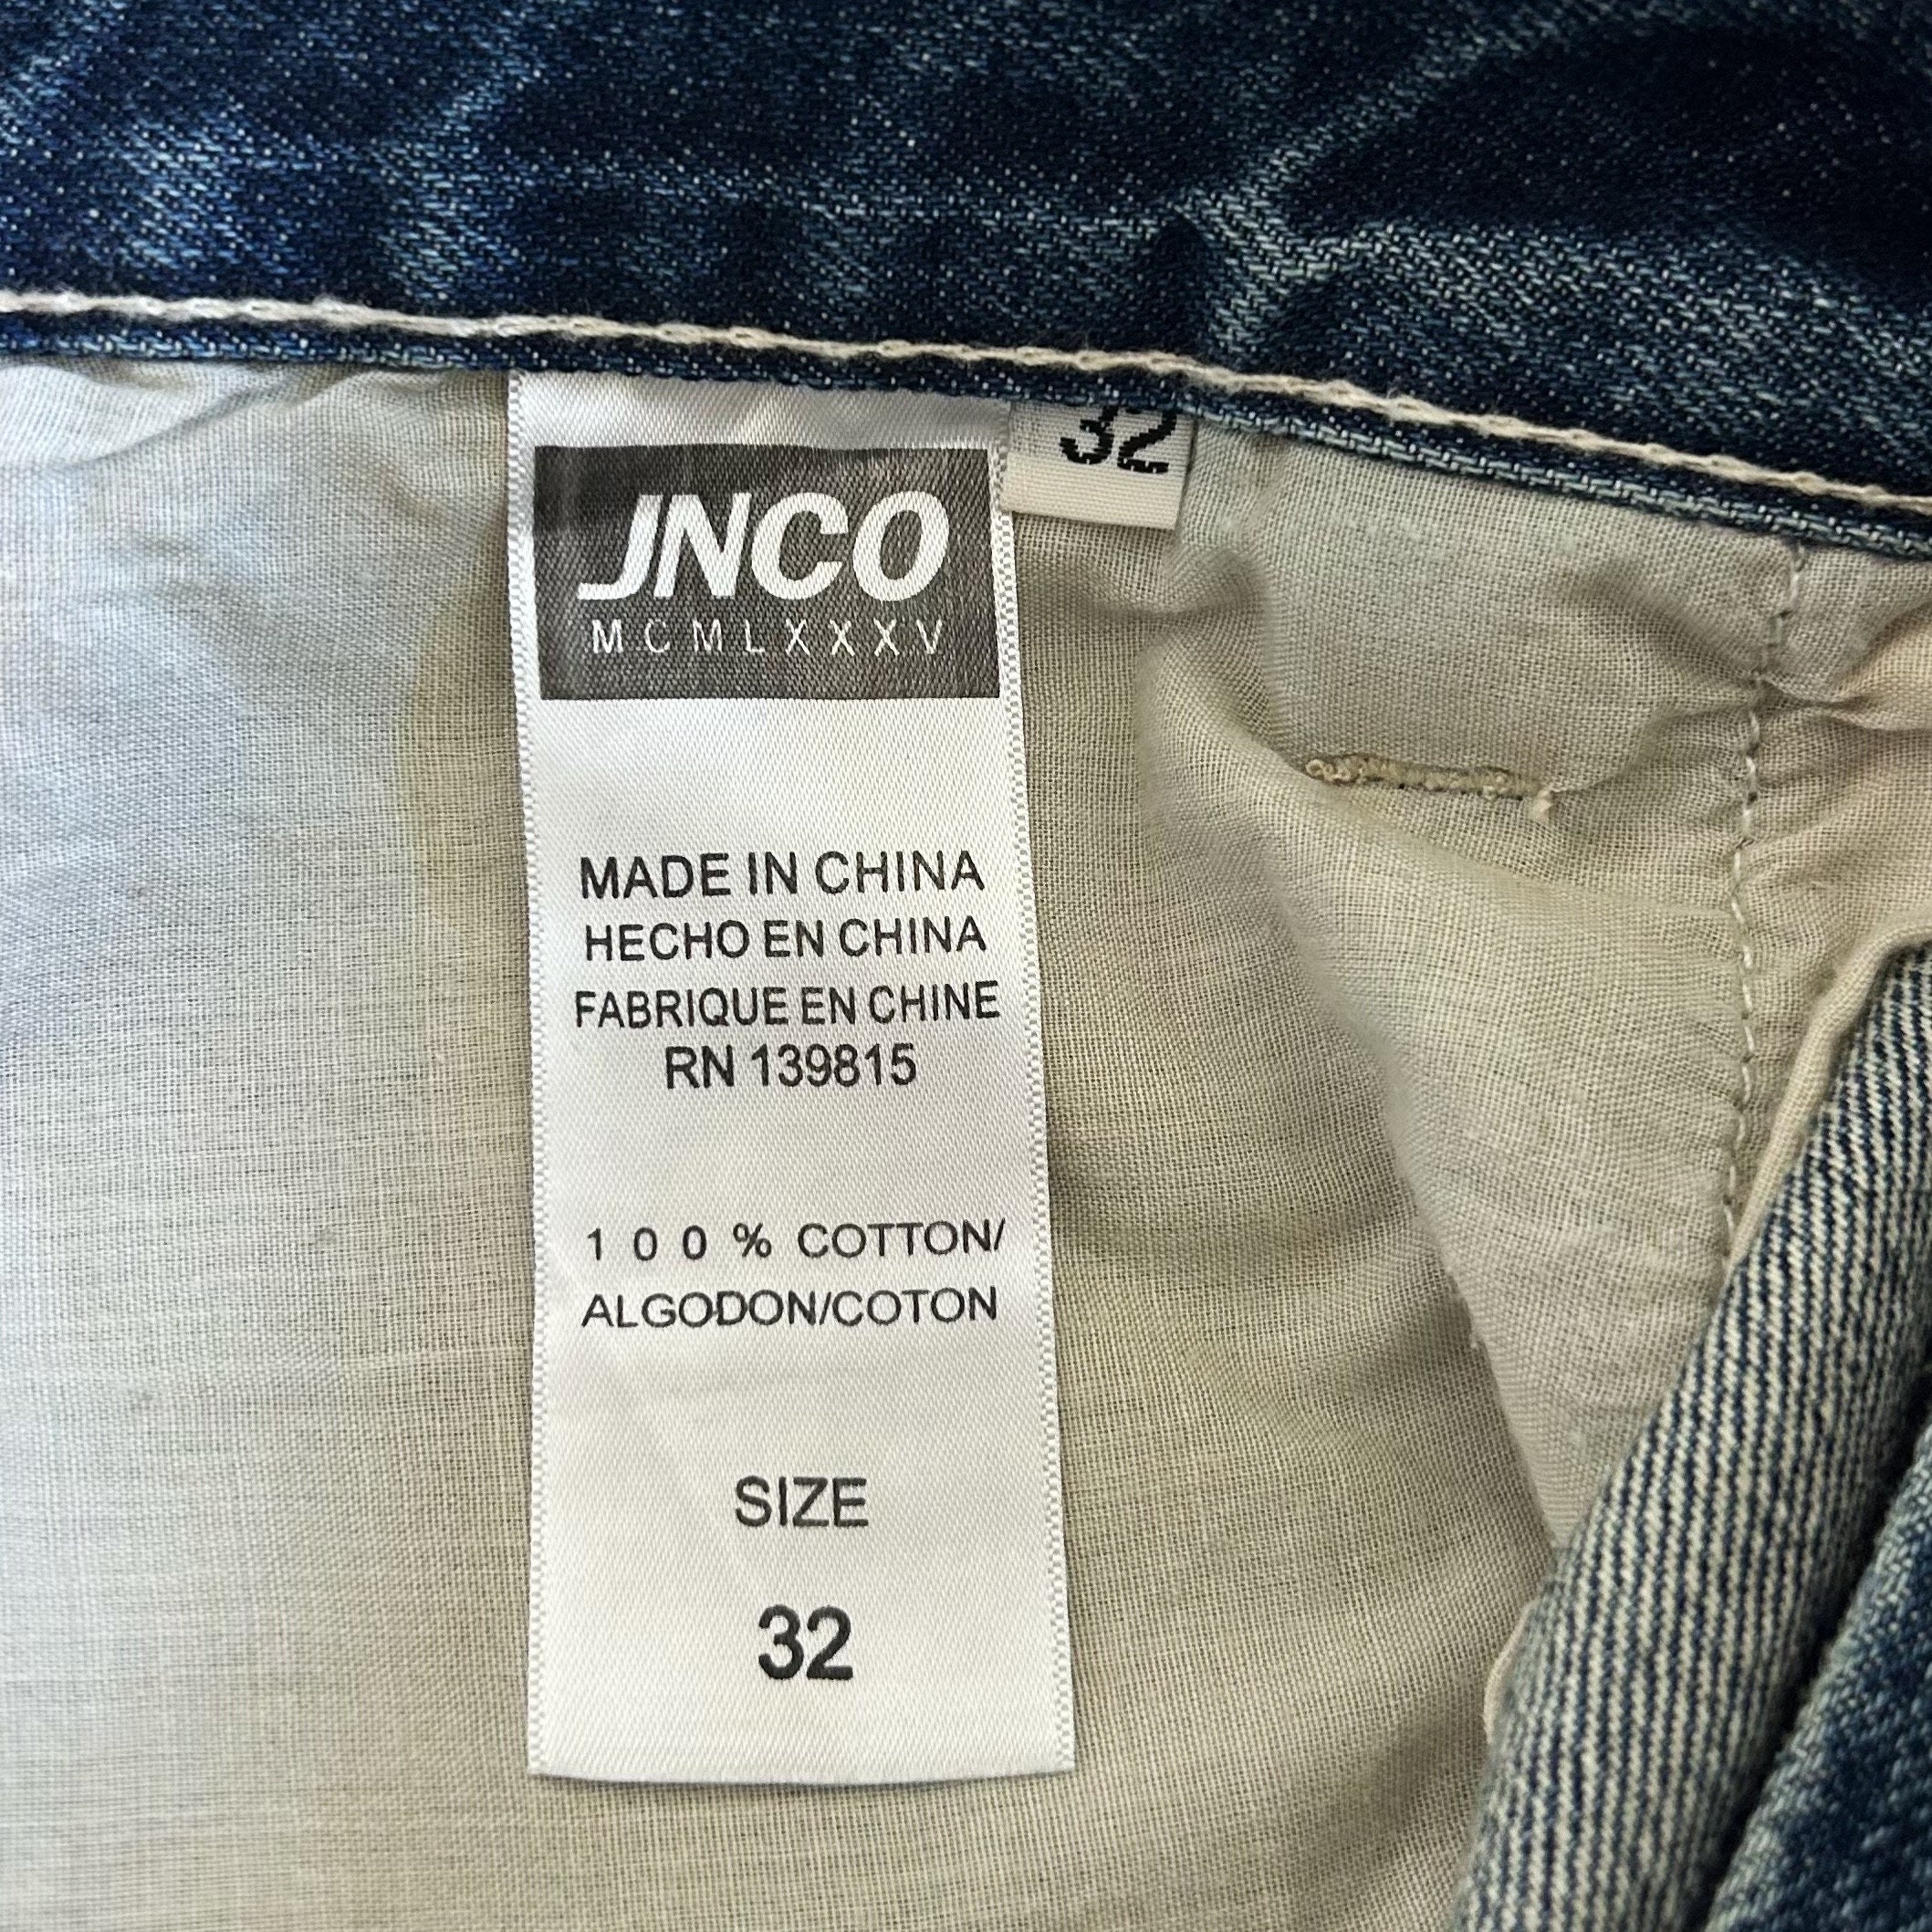 32
JNCO
MCMLXXXV
MADE IN CHINA
HECHO EN CHINA
FABRIQUE EN CHINE
RN 139815
100% COTTON/
ALGODON/COTON
SIZE
32